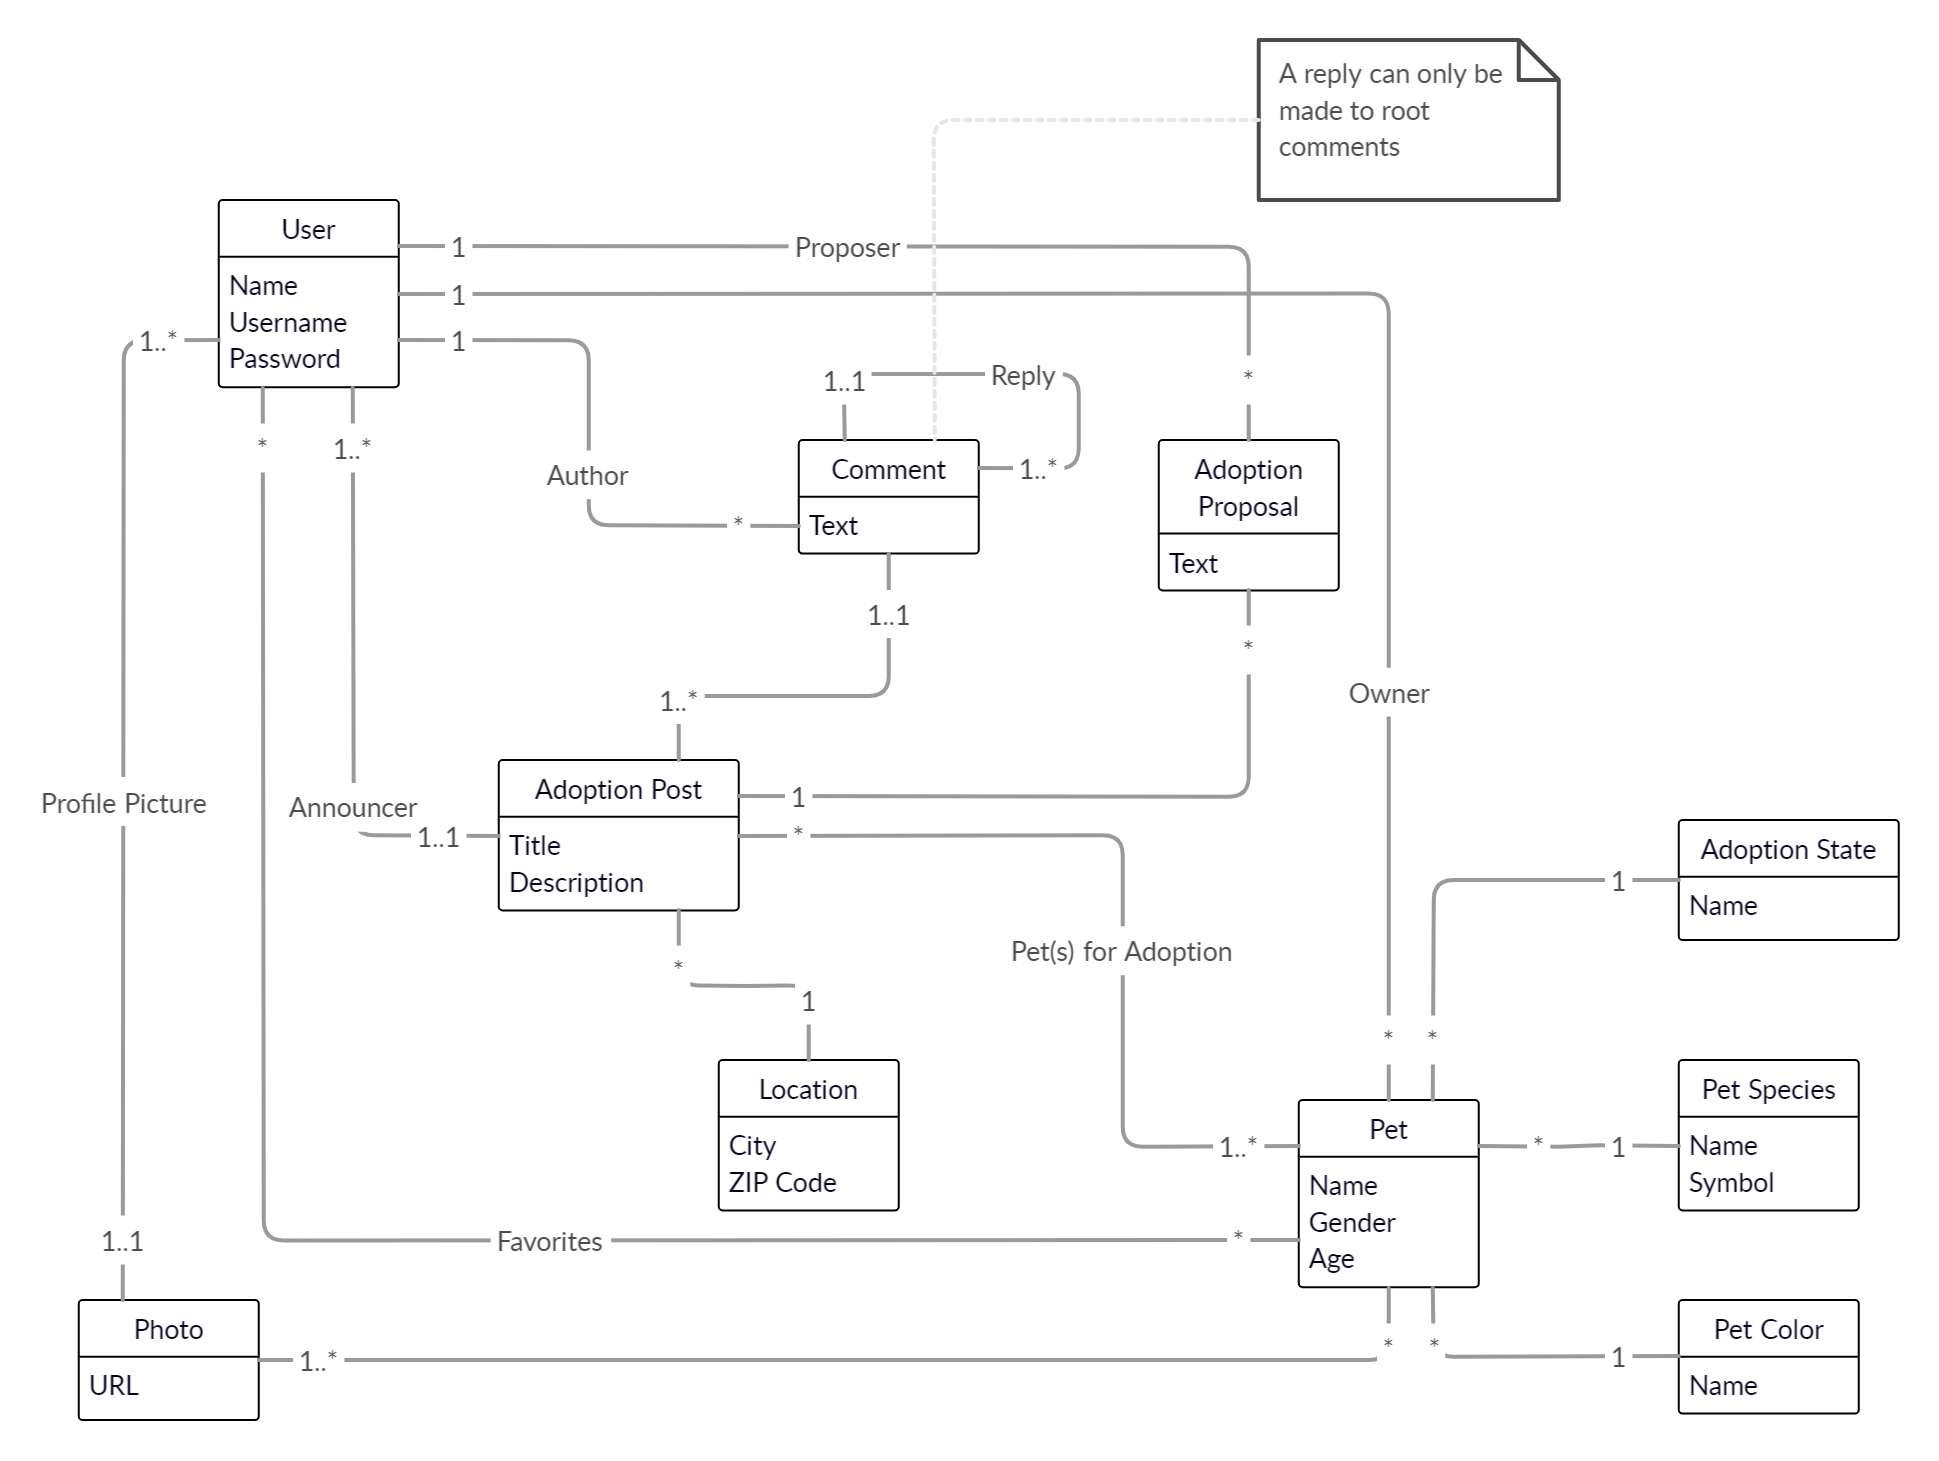 A reply can only be
made to root
comments
User
Name
Username
Password
1
Proposer
*
1
1
1..*
*
1..*
Author
*
1..1
Reply
1..*
Comment
Text
Adoption
Proposal
Text
1..1
*
1..*
Owner
Profile Picture
Announcer
1..1
Adoption Post
Title
Description
1
*
Pet(s) for Adoption
Adoption State
Name
1
*
1
*
*
Location
City
ZIP Code
Pet
Name
Gender
Age
1..*
*
1
Pet Species
Name
Symbol
Favorites
*
1..1
Photo
URL
1..*
*
*
1
Pet Color
Name